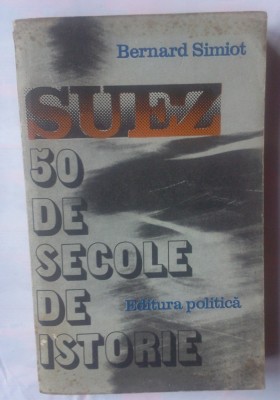 Bernard Simiot
SUEZ
50
DE
SECOLE
DE
Editura politică
ISTORIE